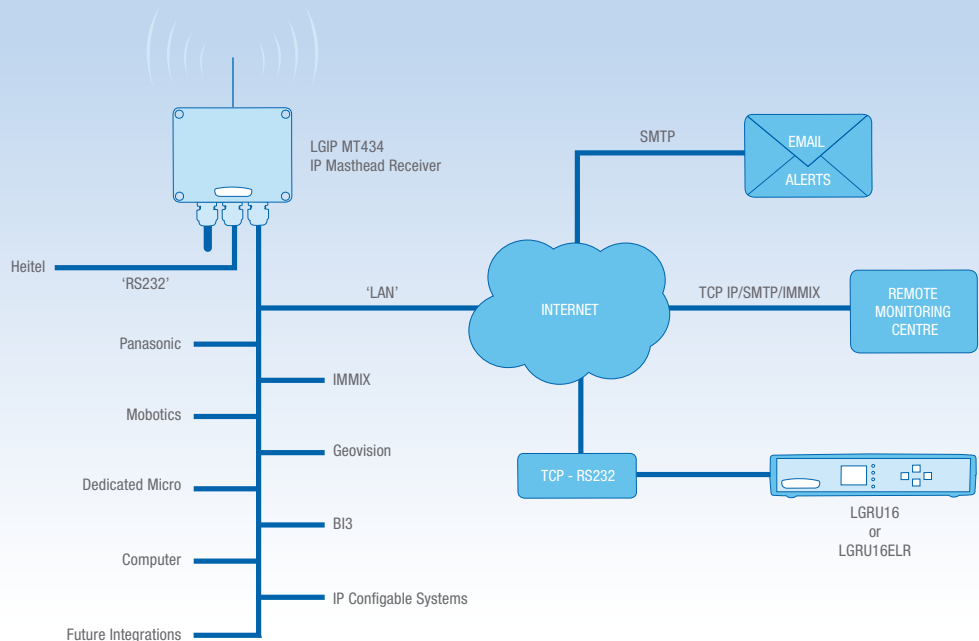 LGIP MT434
IP Masthead Receiver
SMTP
EMAIL
ALERTS
Heitel
'RS232'
'LAN'
INTERNET
TCP IP/SMTP/IMMIX
REMOTE
MONITORING
CENTRE
Panasonic
IMMIX
Mobotics
Geovision
Dedicated Micro
TCP - RS232
BI3
LGRU16
or
LGRU16ELR
Computer
IP Configable Systems
Future Integrations